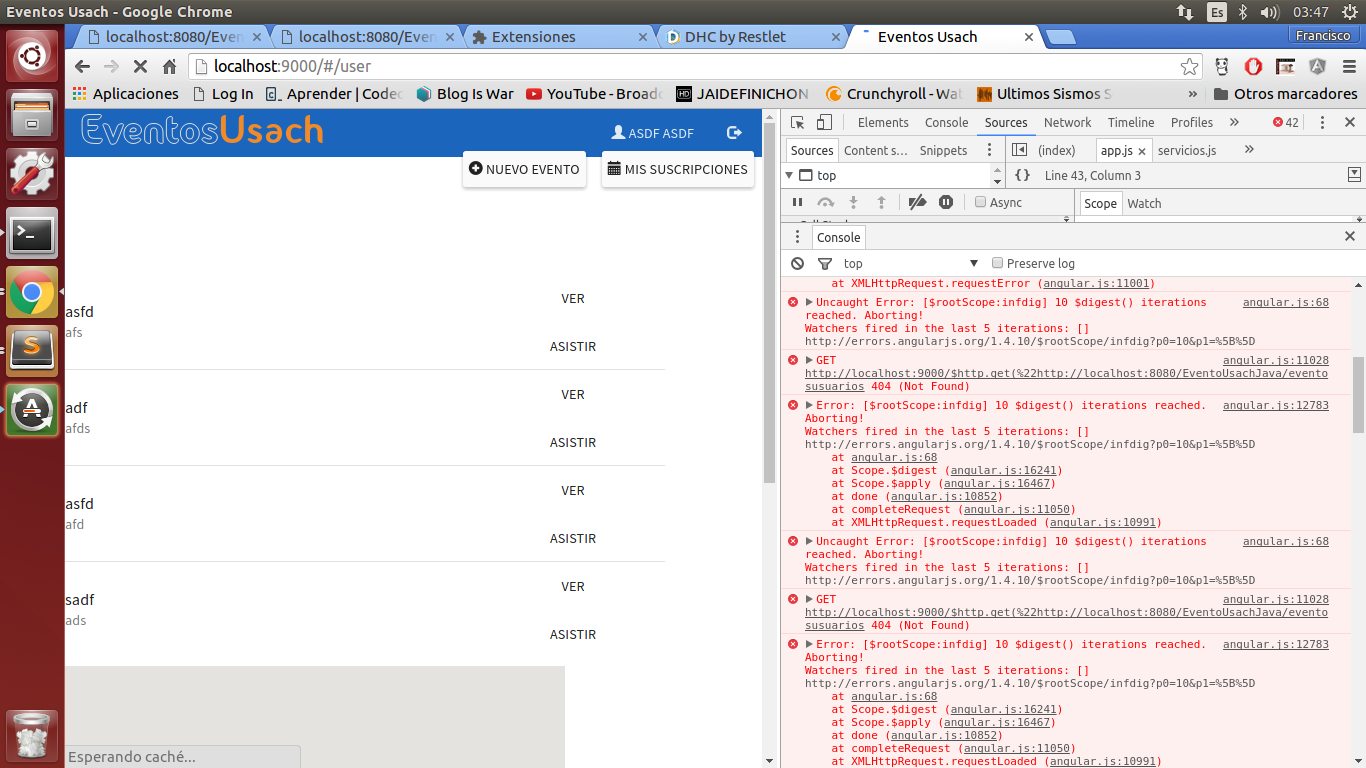 Eventos Usach - Google Chrome
Es
03:47
localhost:8080/Even
localhost:8080/Even
Extensiones
DHC by Restlet
Eventos Usach
Francisco
localhost:9000/#/user
Aplicaciones
Log In
Aprender | Codec
Blog Is War
YouTube - Broadc
JAIDEFINICHON
Crunchyroll - Wat
Ultimos Sismos S
»
Otros marcadores
EventosUsach
ASDF ASDF
NUEVO EVENTO
MIS SUSCRIPCIONES
VER
asfd
afs
ASISTIR
VER
adf
afds
ASISTIR
VER
asfd
afd
ASISTIR
VER
sadf
ads
ASISTIR
Esperando caché...
Elements
Console
Sources
Network
Timeline
Profiles
»
42
Sources
Content s...
Snippets
(index)
app.js
servicios.js
»
top
{}
Line 43, Column 3
Async
Scope
Watch
Console
top
Preserve log
at XMLHttpRequest.requestError (angular.js:11001)
Uncaught Error: [$rootScope:infdig] 10 $digest() iterations angular.js:68
reached. Aborting!
Watchers fired in the last 5 iterations: []
http://errors.angularjs.org/1.4.10/$rootScope/infdig?p0=10&p1=%5B%5D
GET angular.js:11028
http://localhost:9000/$http.get(%22http://localhost:8080/EventoUsachJava/evento
susuarios 404 (Not Found)
Error: [$rootScope:infdig] 10 $digest() iterations reached. angular.js:12783
Aborting!
Watchers fired in the last 5 iterations: []
http://errors.angularjs.org/1.4.10/$rootScope/infdig?p0=10&p1=%5B%5D
at angular.js:68
at Scope.$digest (angular.js:16241)
at Scope.$apply (angular.js:16467)
at done (angular.js:10852)
at completeRequest (angular.js:11050)
at XMLHttpRequest.requestLoaded (angular.js:10991)
Uncaught Error: [$rootScope:infdig] 10 $digest() iterations angular.js:68
reached. Aborting!
Watchers fired in the last 5 iterations: []
http://errors.angularjs.org/1.4.10/$rootScope/infdig?p0=10&p1=%5B%5D
GET angular.js:11028
http://localhost:9000/$http.get(%22http://localhost:8080/EventoUsachJava/evento
susuarios 404 (Not Found)
Error: [$rootScope:infdig] 10 $digest() iterations reached. angular.js:12783
Aborting!
Watchers fired in the last 5 iterations: []
http://errors.angularjs.org/1.4.10/$rootScope/infdig?p0=10&p1=%5B%5D
at angular.js:68
at Scope.$digest (angular.js:16241)
at Scope.$apply (angular.js:16467)
at done (angular.js:10852)
at completeRequest (angular.js:11050)
at XMLHttpRequest.requestLoaded (angular.js:10991)